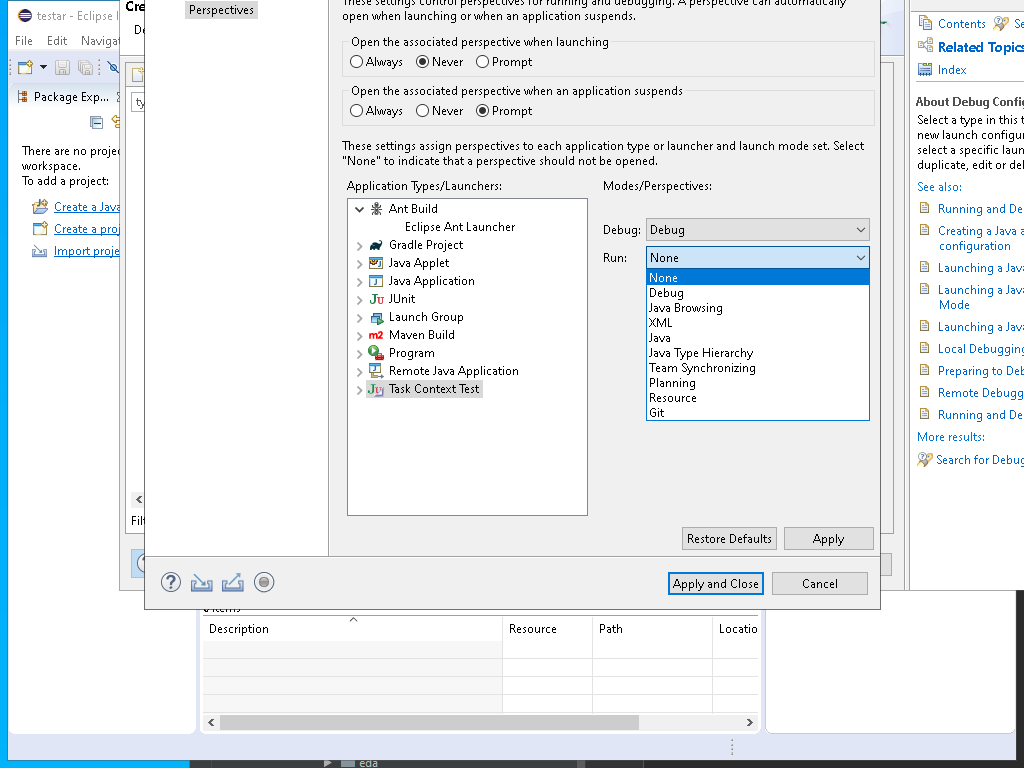 testar - Eclipse I
File Edit Navigat
Package Exp...
There are no proje
workspace.
To add a project:
Create a Java
Create a proj
Import proje
Cre
De
ty
Filt
Perspectives
These settings control perspectives for running and debugging. A perspective can automatically
open when launching or when an application suspends.
Open the associated perspective when launching
Always Never Prompt
Open the associated perspective when an application suspends
Always Never Prompt
These settings assign perspectives to each application type or launcher and launch mode set. Select
"None" to indicate that a perspective should not be opened.
Application Types/Launchers:
Ant Build
Eclipse Ant Launcher
Gradle Project
Java Applet
Java Application
JUnit
Launch Group
Maven Build
Program
Remote Java Application
Task Context Test
Modes/Perspectives:
Debug: Debug
Run: None
None
Debug
Java Browsing
XML
Java
Java Type Hierarchy
Team Synchronizing
Planning
Resource
Git
Restore Defaults Apply
Apply and Close Cancel
Contents Se
Related Topics
Index
About Debug Config
Select a type in this t
new launch configur
select a specific laun
duplicate, edit or del
See also:
Running and De
Creating a Java a
configuration
Launching a Java
Launching a Java
Mode
Launching a Java
Local Debugging
Preparing to Deb
Remote Debugg
Running and De
More results:
Search for Debug
items
Description Resource Path Locatio
eda